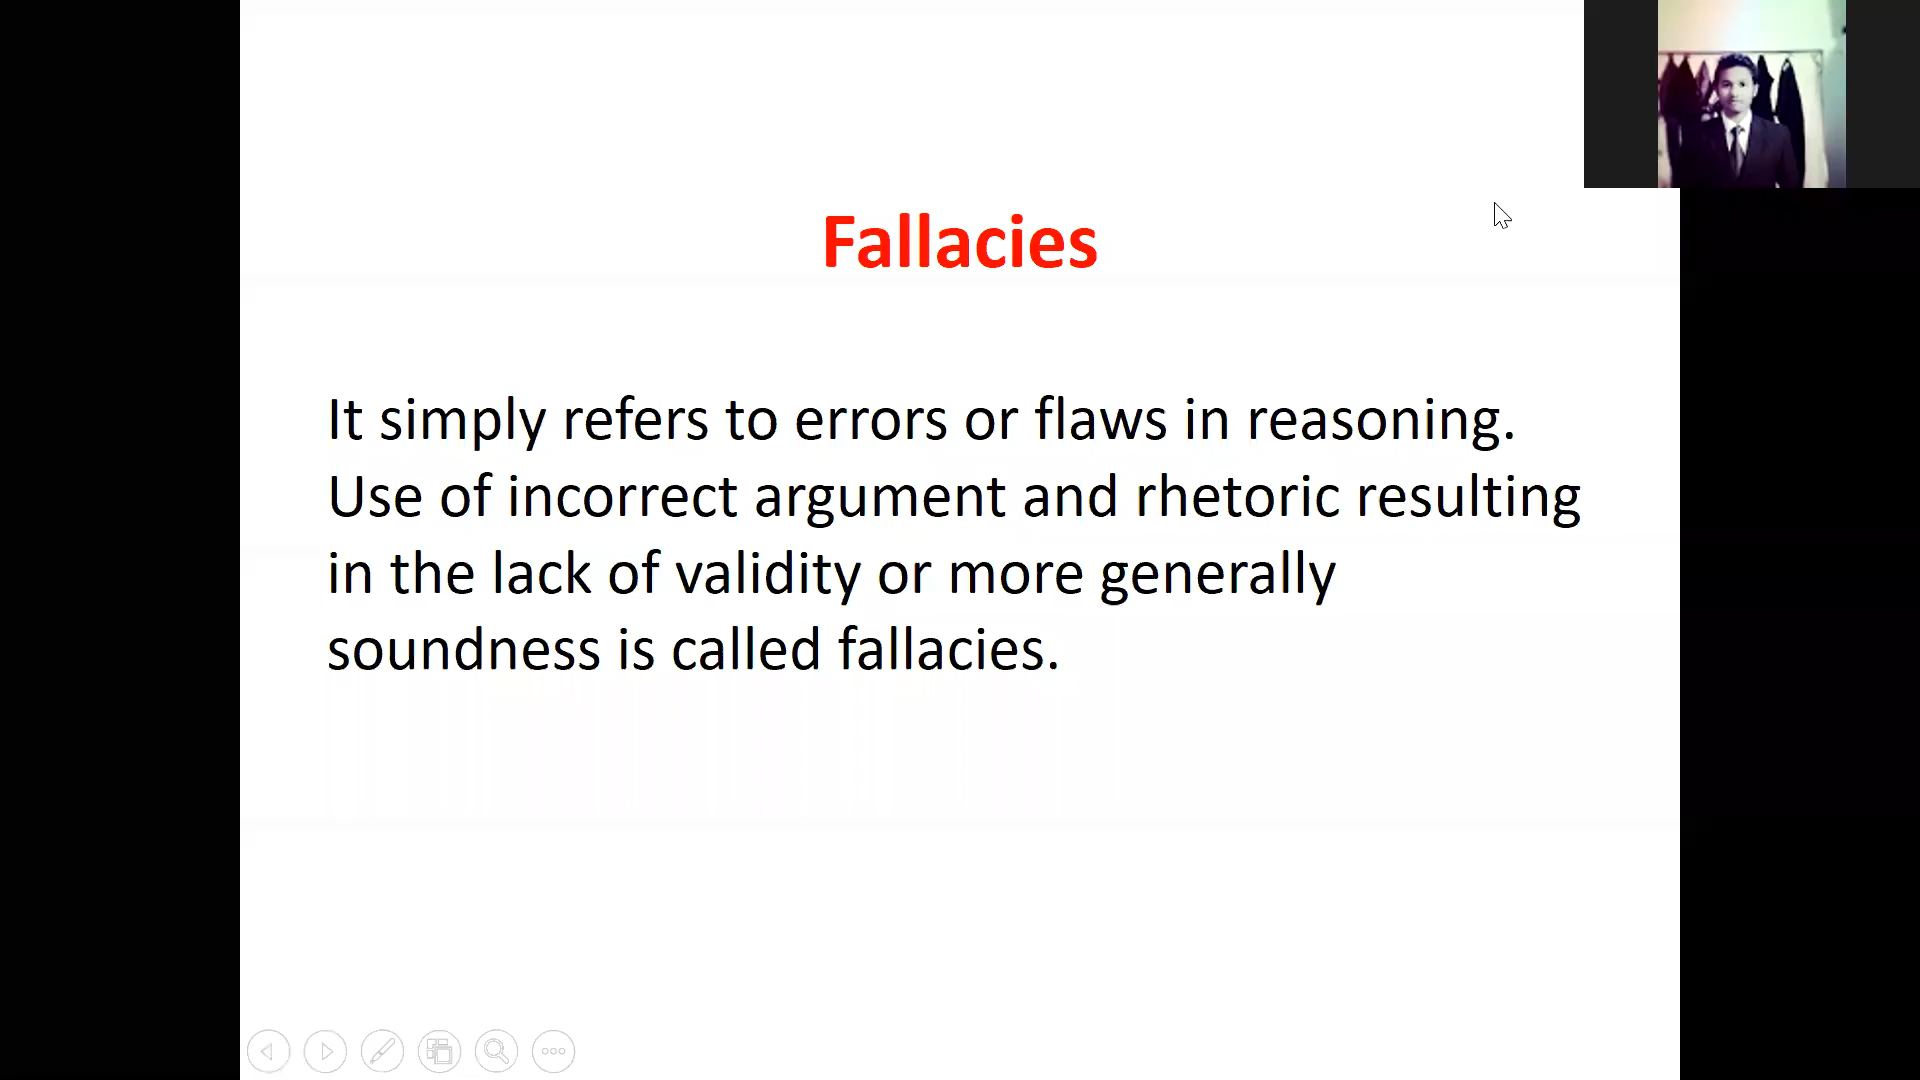 Fallacies
It simply refers to errors or flaws in reasoning.
Use of incorrect argument and rhetoric resulting
in the lack of validity or more generally
soundness is called fallacies.